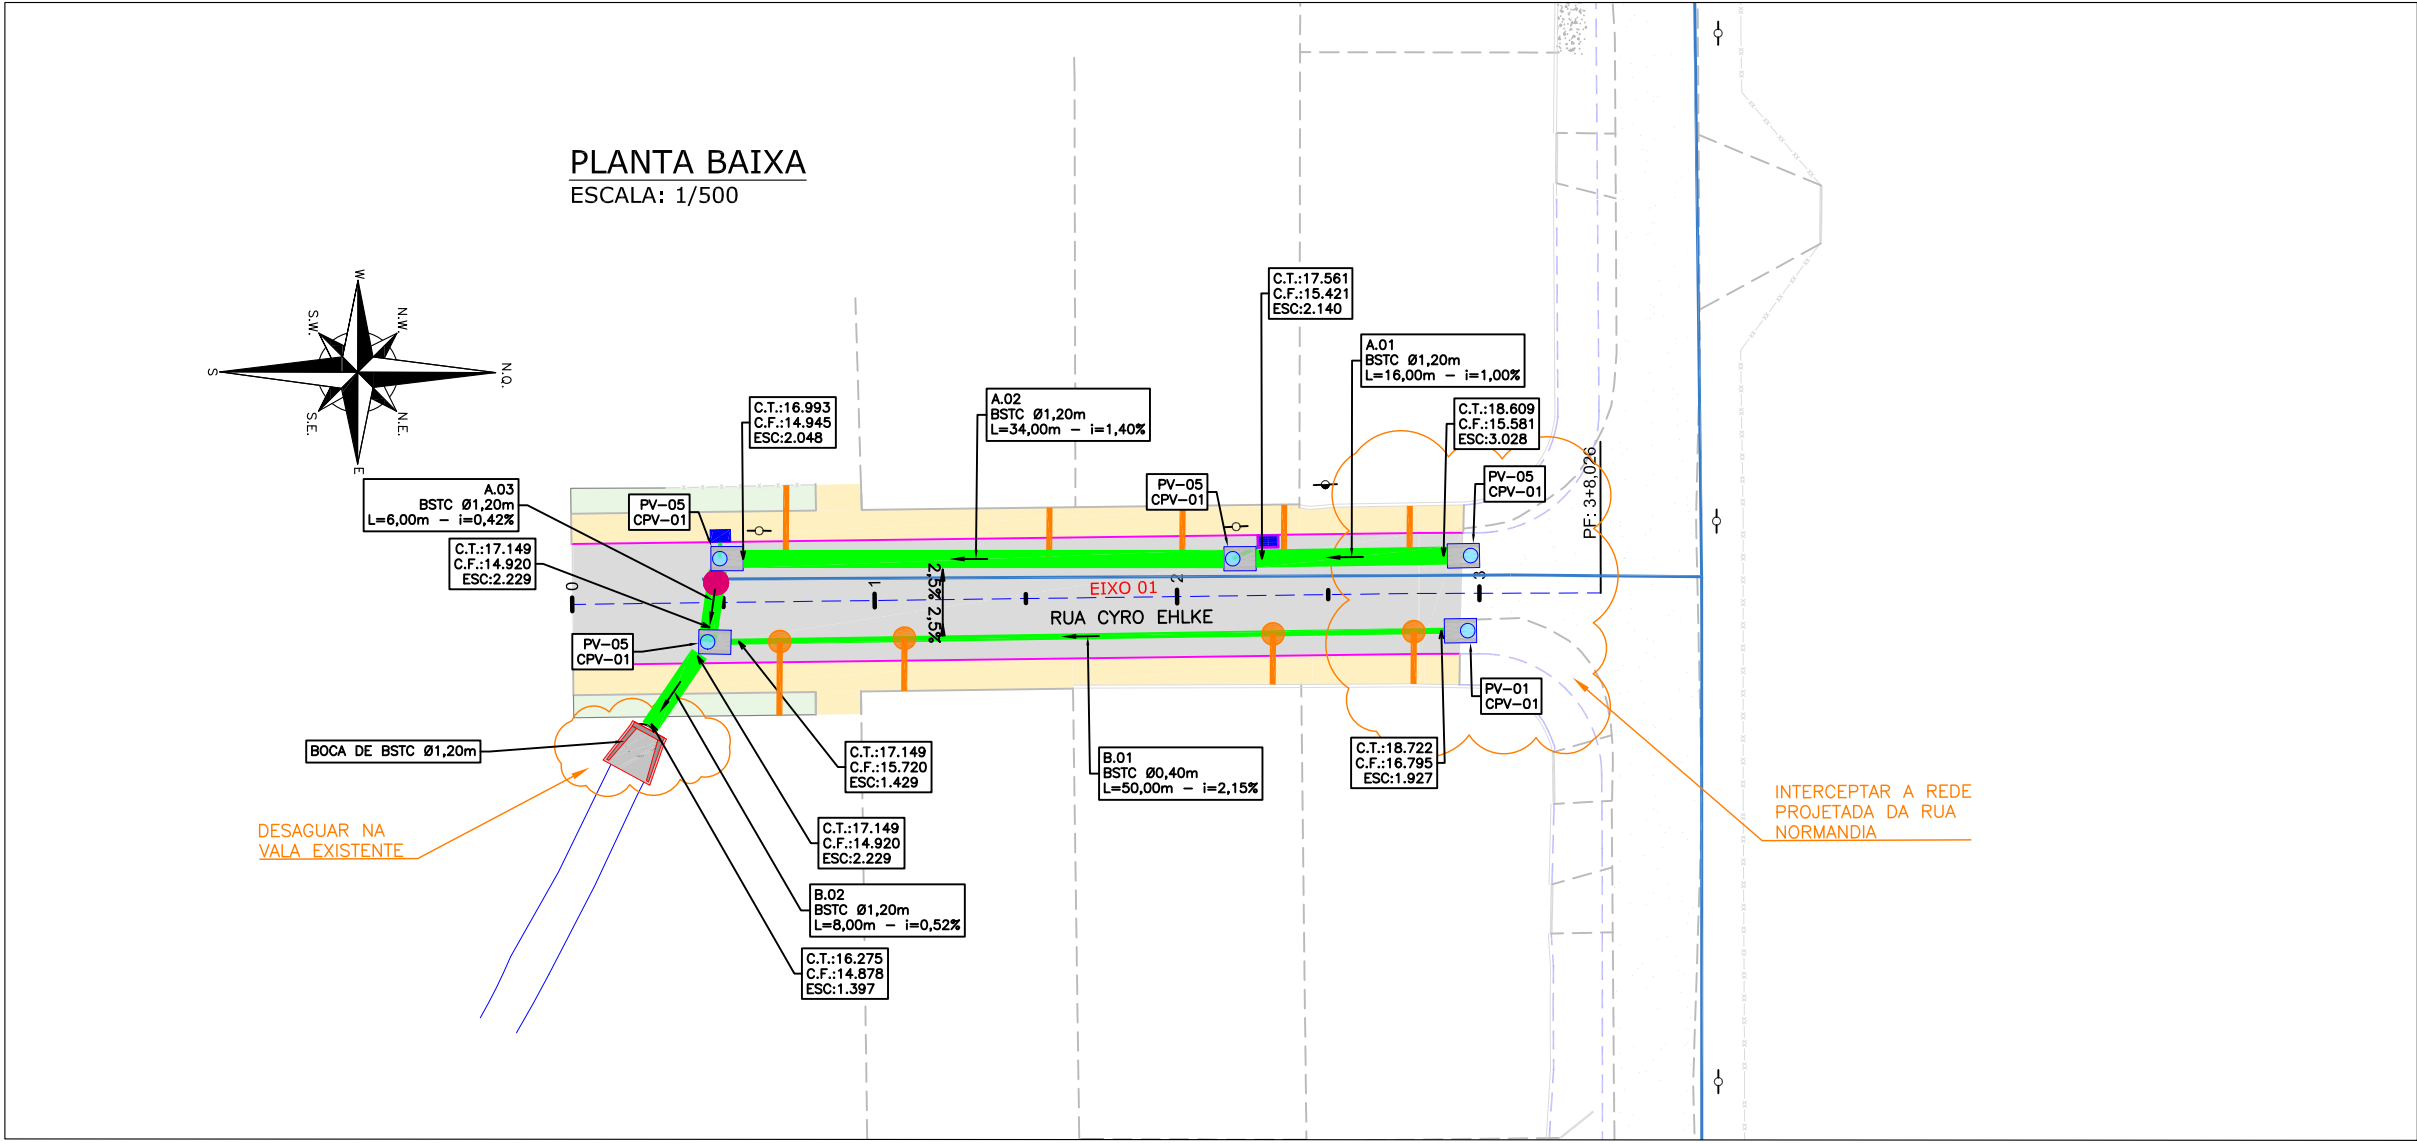 PLANTA BAIXA
ESCALA: 1/500
W
N.W.
N.O.
N.E.
E
S.E.
S
S.W.
C.T.:17.561
C.F.:15.421
ESC:2.140
A.01
BSTC Ø1,20m
L=16,00m - i=1,00%
A.02
BSTC Ø1,20m
L=34,00m - i=1,40%
C.T.:16.993
C.F.:14.945
ESC:2.048
C.T.:18.609
C.F.:15.581
ESC:3.028
PV-05
CPV-01
PV-05
CPV-01
PV-05
CPV-01
A.03
BSTC Ø1,20m
L=6,00m - i=0,42%
C.T.:17.149
C.F.:14.920
ESC:2.229
PF: 3+8,026
0
1
2
3
2,5%
2,5%
EIXO 01
RUA CYRO EHLKE
PV-05
CPV-01
PV-01
CPV-01
BOCA DE BSTC Ø1,20m
C.T.:17.149
C.F.:15.720
ESC:1.429
B.01
BSTC Ø0,40m
L=50,00m - i=2,15%
C.T.:18.722
C.F.:16.795
ESC:1.927
INTERCEPTAR A REDE
PROJETADA DA RUA
NORMANDIA
DESAGUAR NA
VALA EXISTENTE
C.T.:17.149
C.F.:14.920
ESC:2.229
B.02
BSTC Ø1,20m
L=8,00m - i=0,52%
C.T.:16.275
C.F.:14.878
ESC:1.397